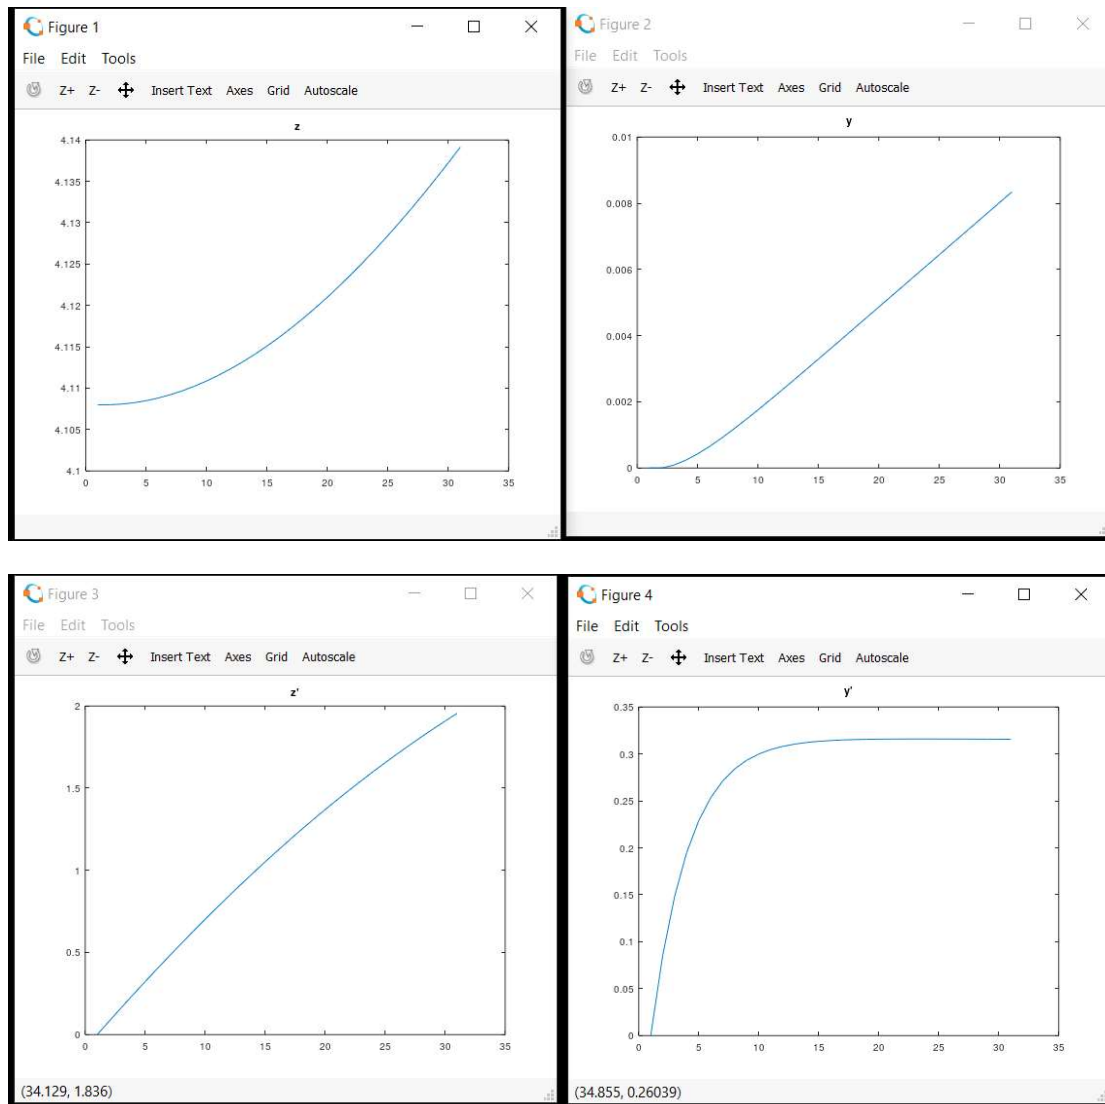 Figure 1
File Edit Tools
Z+ Z- Insert Text Axes Grid Autoscale
z
4.14
4.135
4.13
4.125
4.12
4.115
4.11
4.105
4.1
0 5 10 15 20 25 30 35
Figure 2
File Edit Tools
Z+ Z- Insert Text Axes Grid Autoscale
y
0.01
0.008
0.006
0.004
0.002
0
0 5 10 15 20 25 30 35
Figure 3
File Edit Tools
Z+ Z- Insert Text Axes Grid Autoscale
z'
2
1.5
1
0.5
0
0 5 10 15 20 25 30 35
(34.129, 1.836)
Figure 4
File Edit Tools
Z+ Z- Insert Text Axes Grid Autoscale
y'
0.35
0.3
0.25
0.2
0.15
0.1
0.05
0
0 5 10 15 20 25 30 35
(34.855, 0.26039)